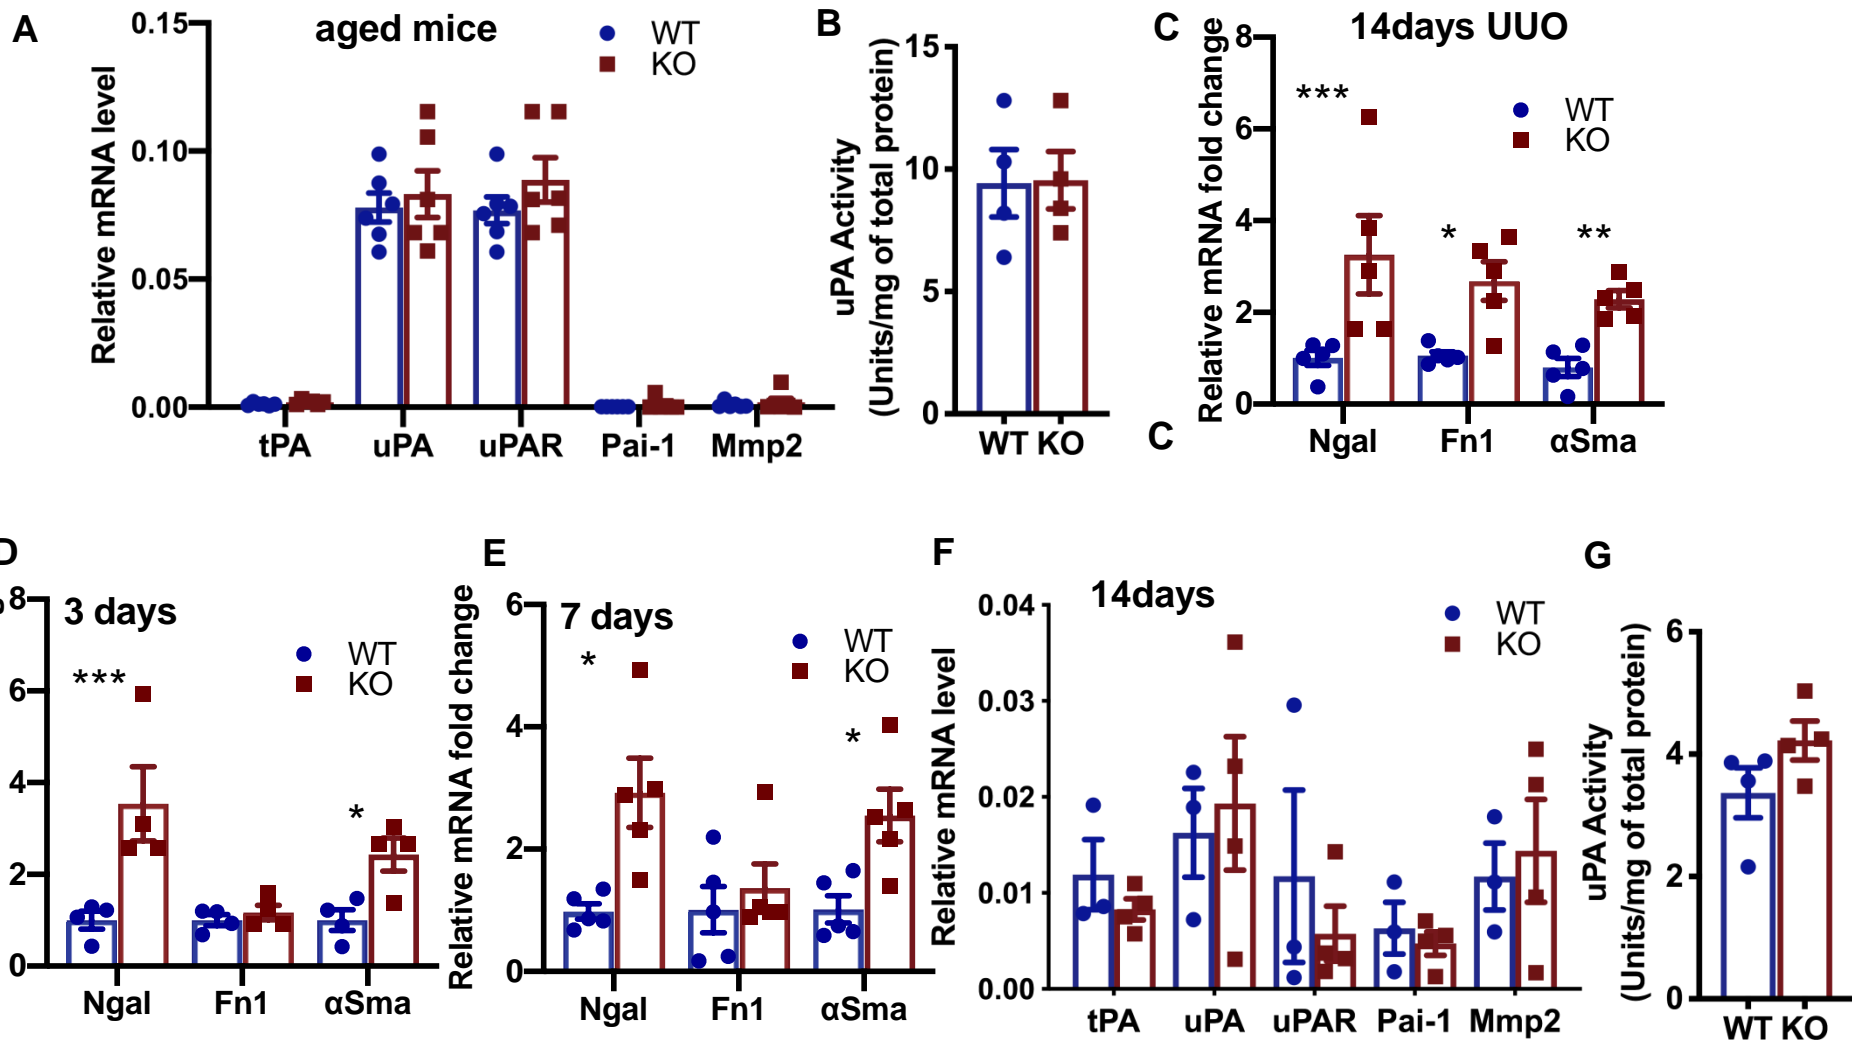 A
aged mice
WT
KO
Relative mRNA level
0.15
0.10
0.05
0.00
tPA
uPA
uPAR
Pai-1
Mmp2
B
uPA Activity
(Units/mg of total protein)
15
10
5
0
WT KO
C
14days UUO
WT
KO
Relative mRNA fold change
8
6
4
2
0
***
*
**
Ngal
Fn1
αSma
C
D
3 days
WT
KO
8
6
4
2
0
***
*
Ngal
Fn1
αSma
E
7 days
WT
KO
Relative mRNA fold change
6
4
2
0
*
*
Ngal
Fn1
αSma
F
14days
WT
KO
Relative mRNA level
0.04
0.03
0.02
0.01
0.00
tPA
uPA
uPAR
Pai-1
Mmp2
G
uPA Activity
(Units/mg of total protein)
6
4
2
0
WT KO